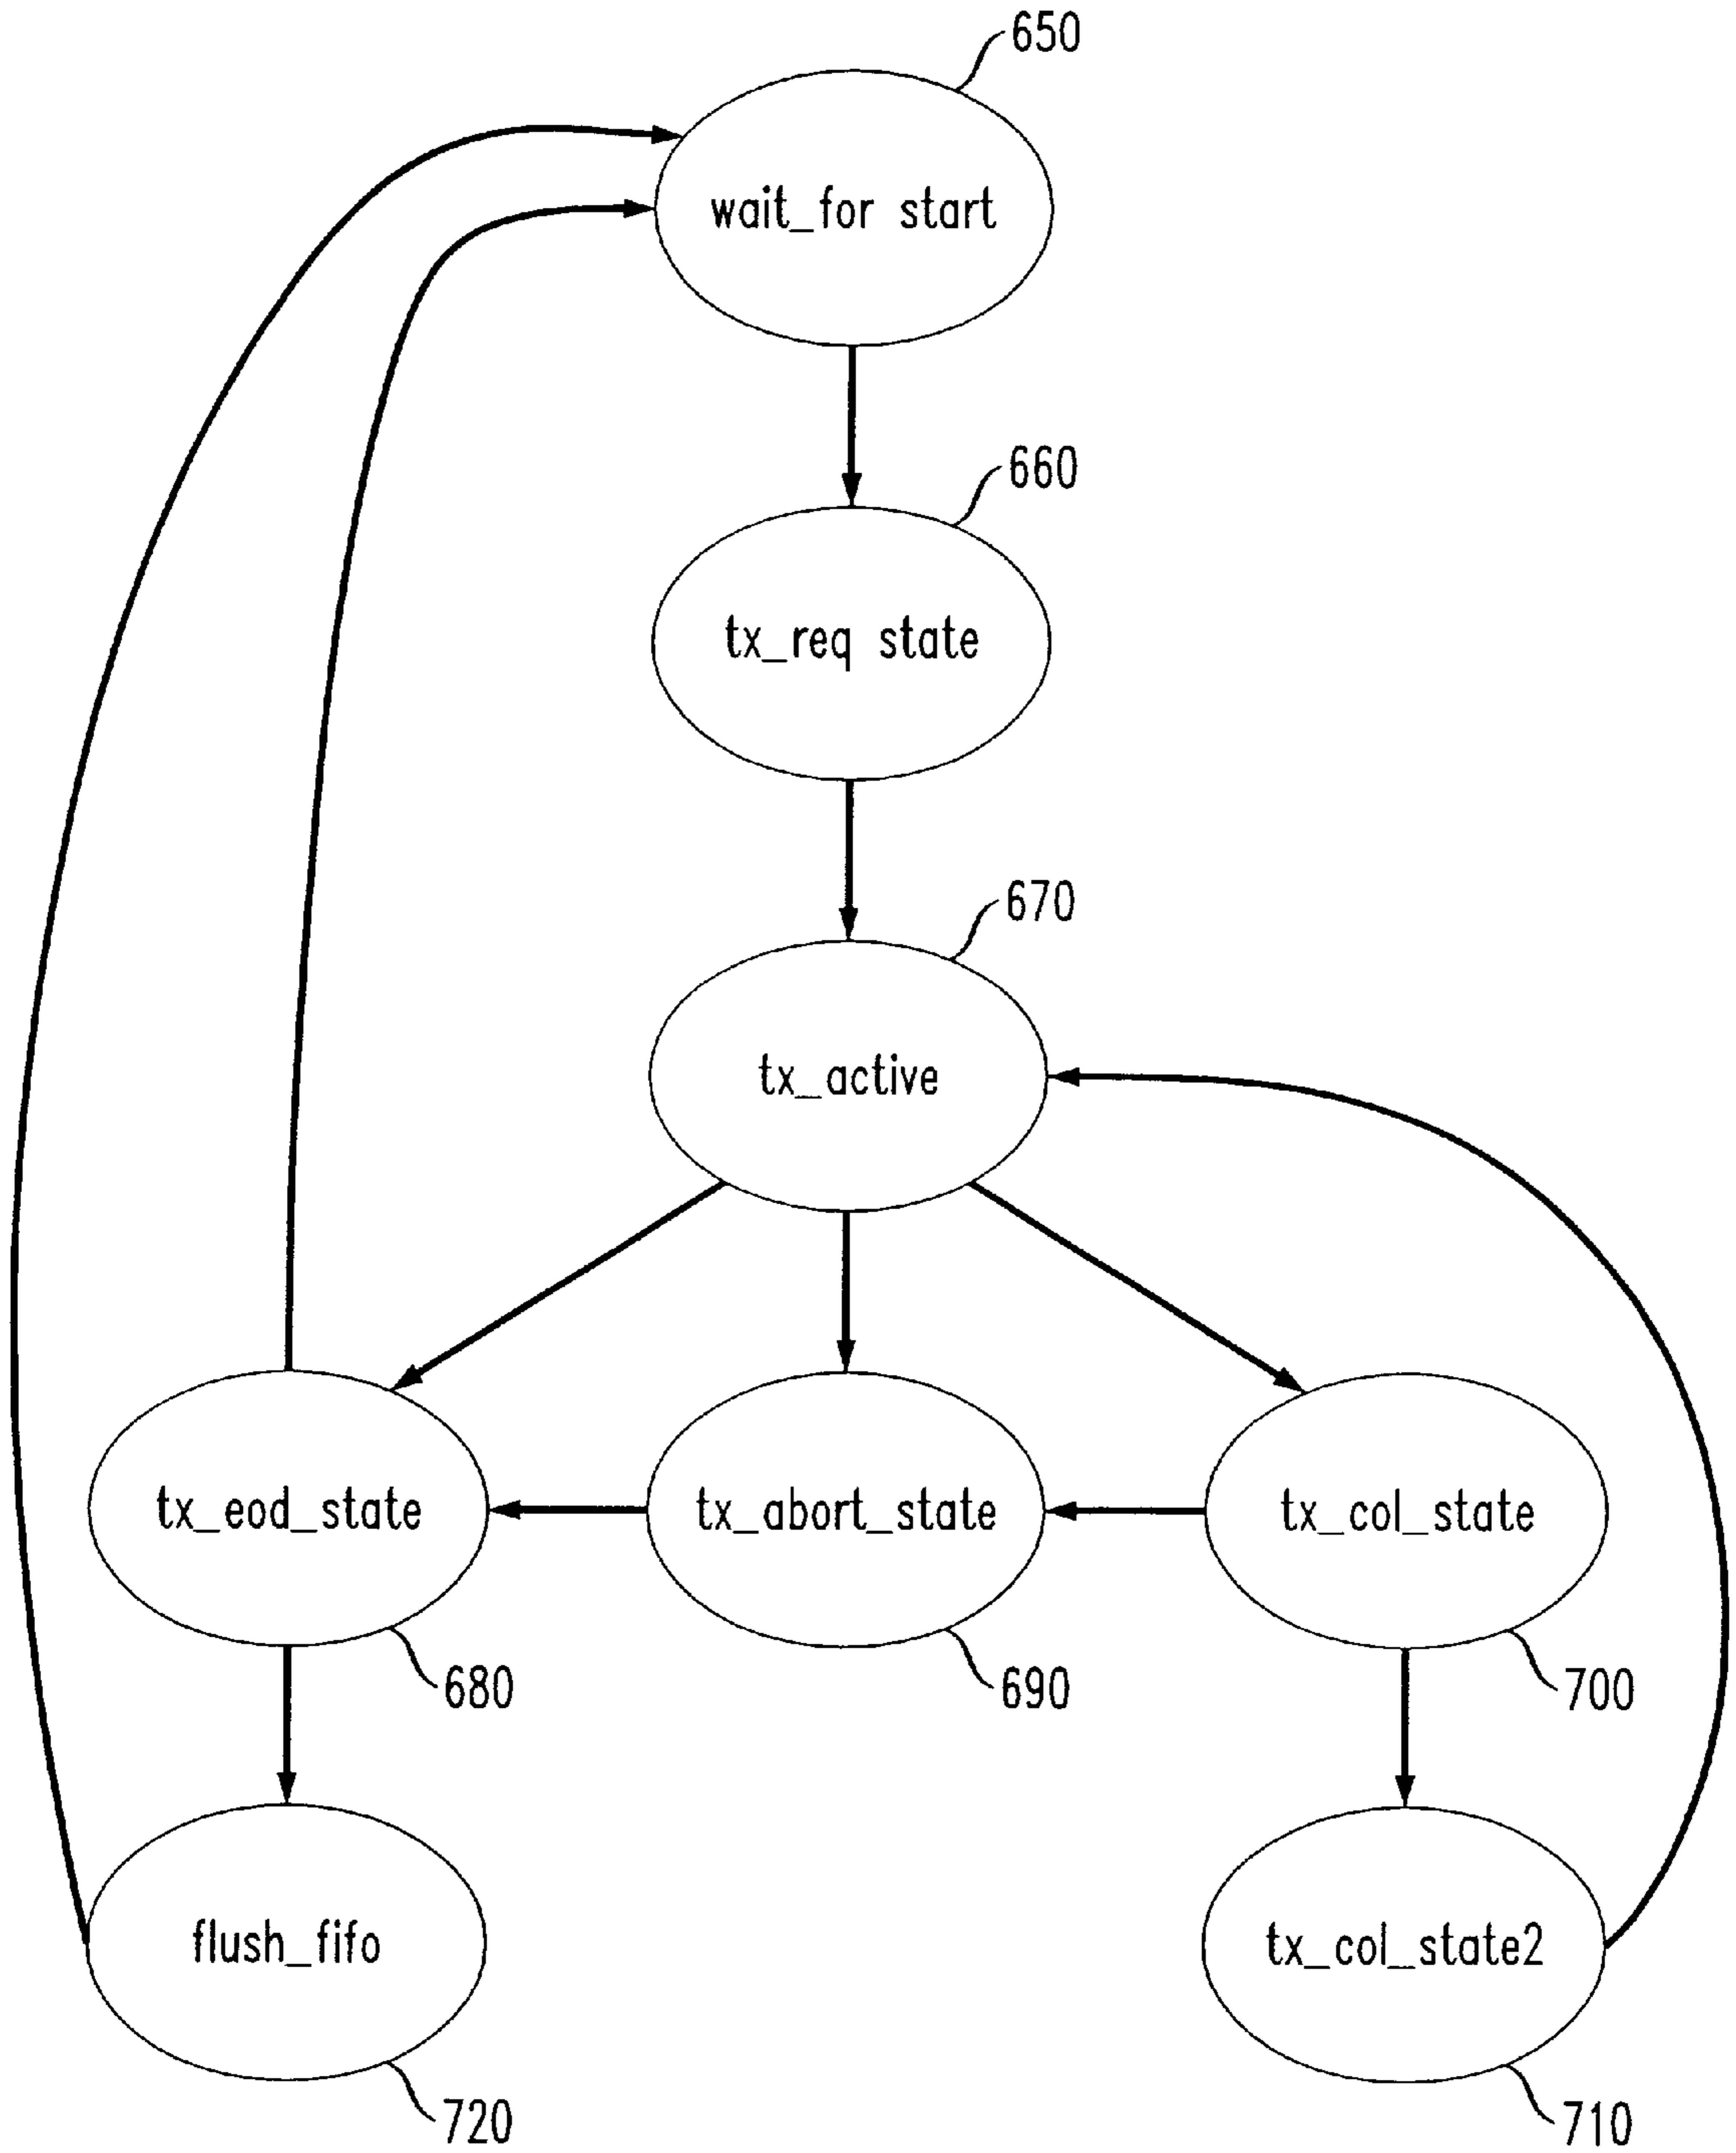 650
wait_for start
660
tx_req state
670
tx_active
tx_eod_state
tx_abort_state
tx_col_state
680
690
700
flush_fifo
tx_col_state2
720
710